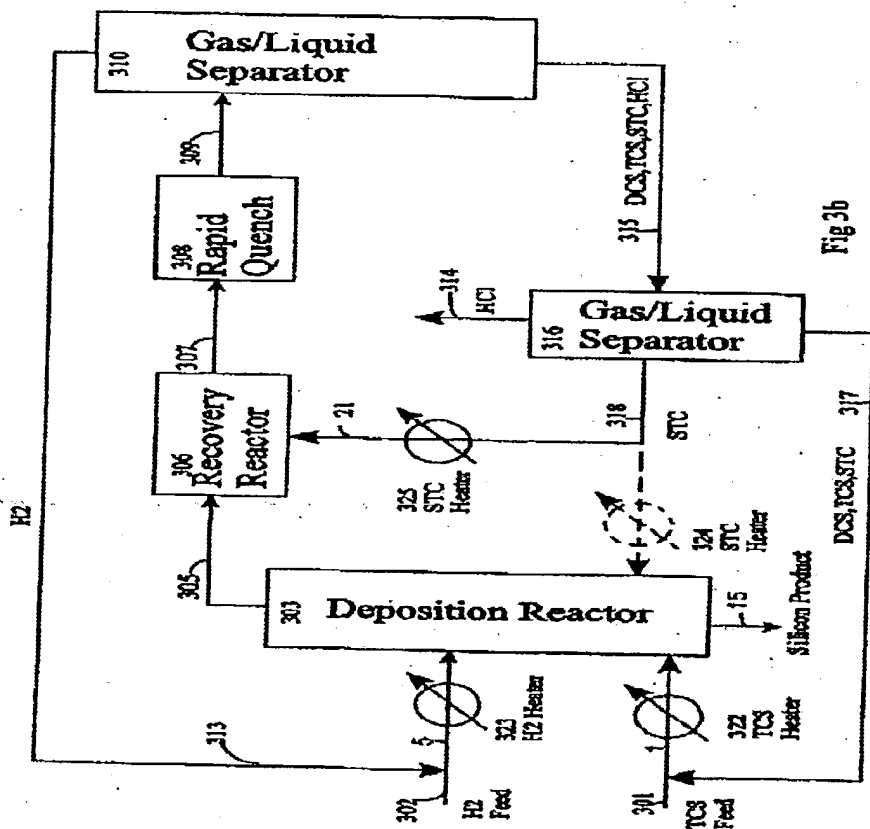 H2
310
Gas/Liquid
Separator
309
308
Rapid
Quench
307
306
Recovery
Reactor
305
21
325
STC
Heater
314
HCl
315
DCS,TCS,STC,HCl
316
Gas/Liquid
Separator
318
STC
324
STC
Heater
303
Deposition Reactor
313
302
H2
Feed
5
323
H2 Heater
301
TCS
Feed
1
322
TCS
Heater
15
Silicon Product
317
DCS,TCS,STC
Fig 3b